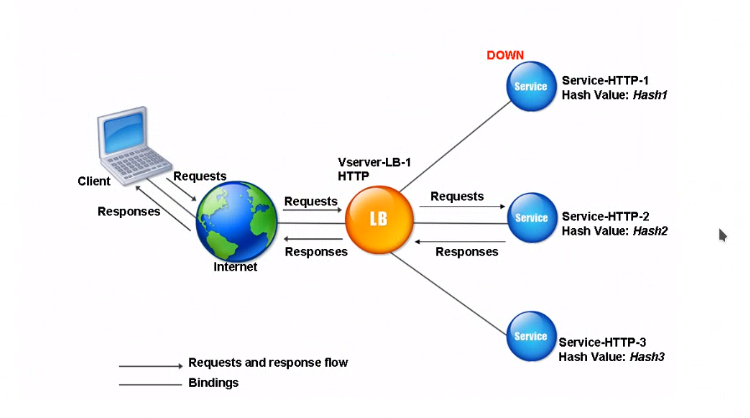 DOWN
Service
Service-HTTP-1
Hash Value: Hash1
Client
Requests
Responses
Internet
Requests
Responses
Vserver-LB-1
HTTP
LB
Requests
Responses
Service
Service-HTTP-2
Hash Value: Hash2
Service
Service-HTTP-3
Hash Value: Hash3
Requests and response flow
Bindings